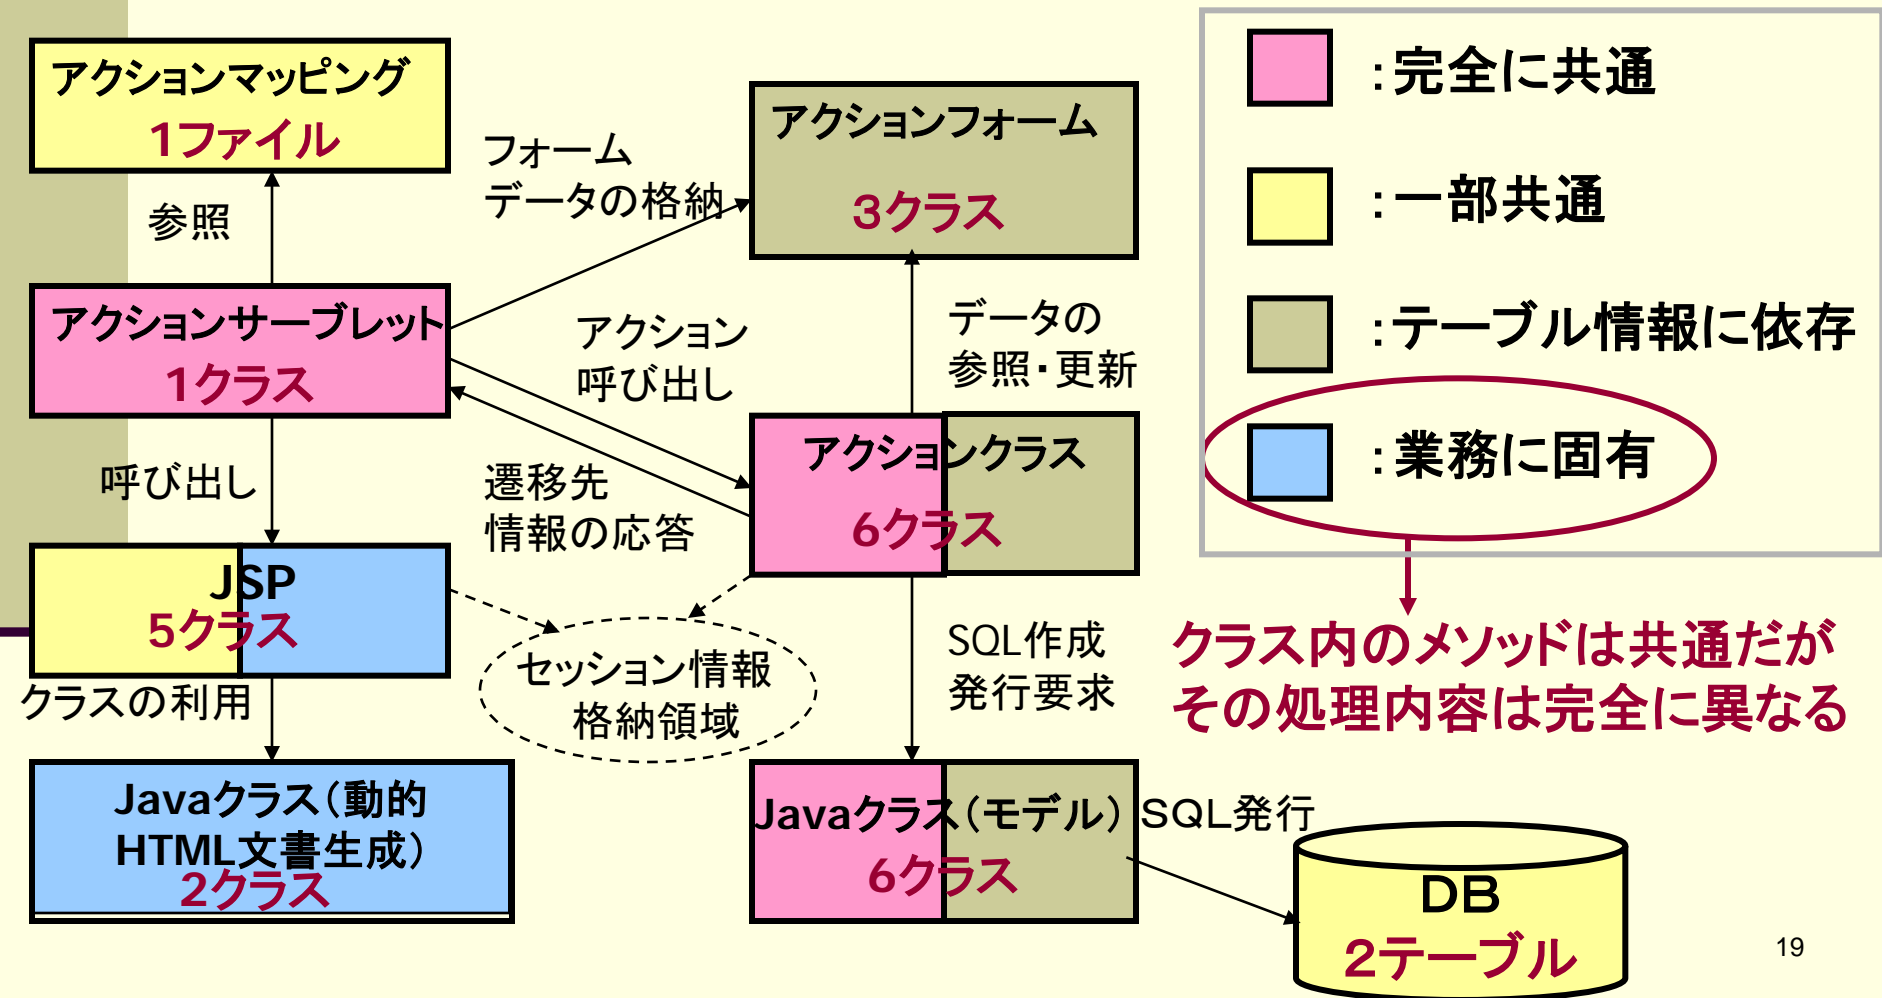 アクションマッピング
1ファイル
参照
アクションサーブレット
1クラス
呼び出し
JSP
5クラス
クラスの利用
Javaクラス（動的
HTML文書生成）
2クラス
フォーム
データの格納
アクション
呼び出し
遷移先
情報の応答
セッション情報
格納領域
アクションフォーム
3クラス
データの
参照・更新
アクションクラス
6クラス
SQL作成
発行要求
Javaクラス（モデル）
6クラス
SQL発行
DB
2テーブル
:完全に共通
:一部共通
:テーブル情報に依存
:業務に固有
クラス内のメソッドは共通だが
その処理内容は完全に異なる
19